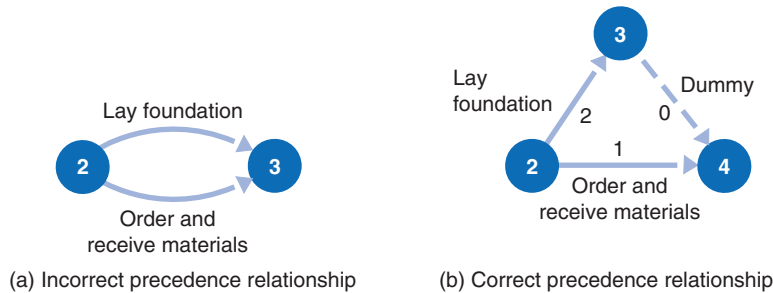 Lay foundation
2
3
Order and
receive materials
(a) Incorrect precedence relationship
3
Lay
foundation
Dummy
2
0
1
2
4
Order and
receive materials
(b) Correct precedence relationship